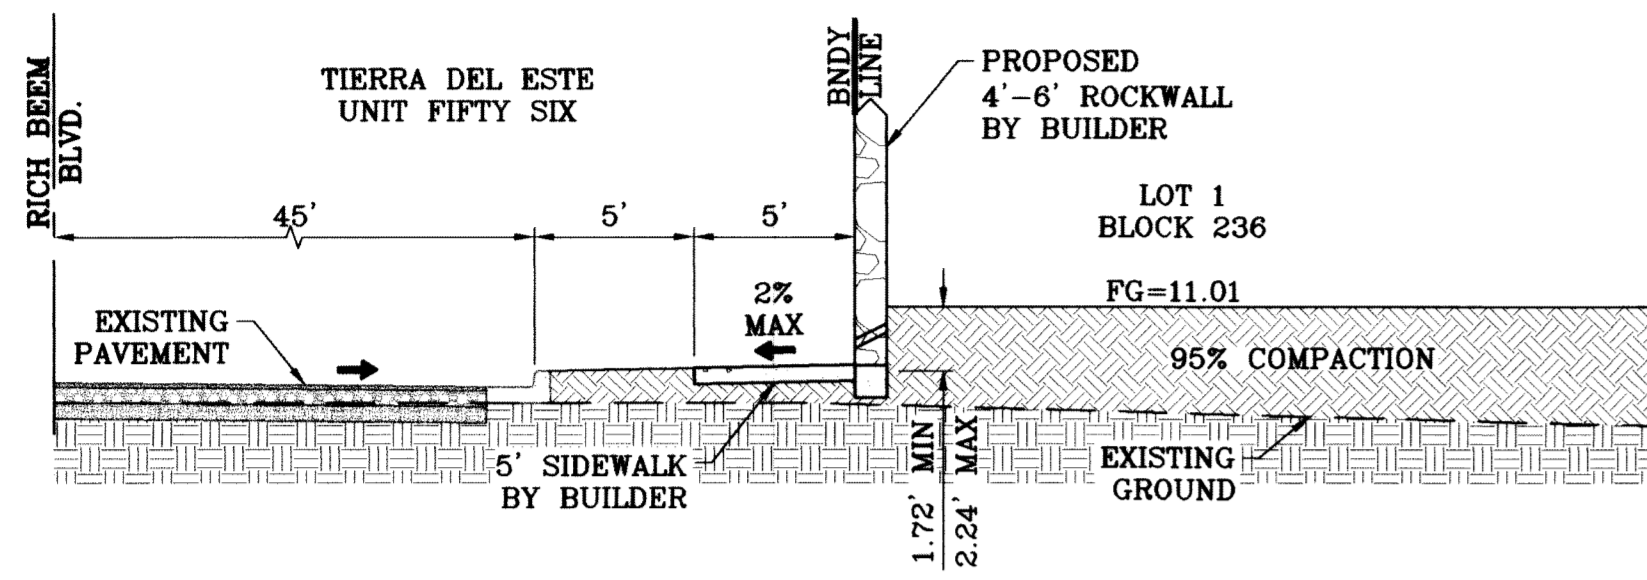 RICH BEEM
BLVD.
TIERRA DEL ESTE
UNIT FIFTY SIX
BNDY
LINE
PROPOSED
4'-6' ROCKWALL
BY BUILDER
LOT 1
BLOCK 236
45'
5'
5'
2%
MAX
FG=11.01
EXISTING
PAVEMENT
95% COMPACTION
5' SIDEWALK
BY BUILDER
1.72' MIN
2.24' MAX
EXISTING
GROUND